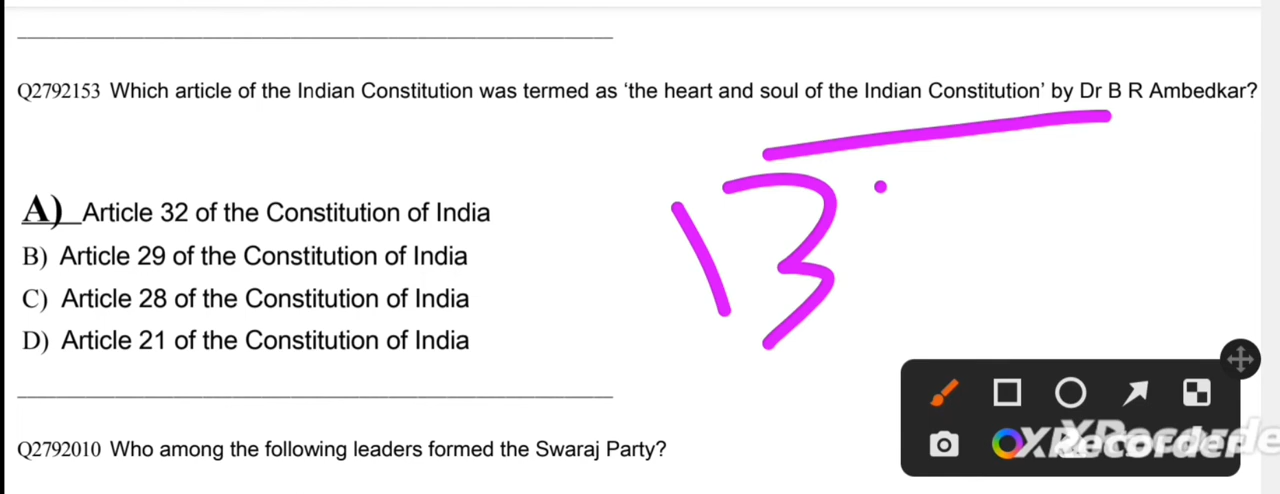 Q2792153 Which article of the Indian Constitution was termed as ‘the heart and soul of the Indian Constitution’ by Dr B R Ambedkar?
13
A) Article 32 of the Constitution of India
B) Article 29 of the Constitution of India
C) Article 28 of the Constitution of India
D) Article 21 of the Constitution of India
XRecorder
Q2792010 Who among the following leaders formed the Swaraj Party?